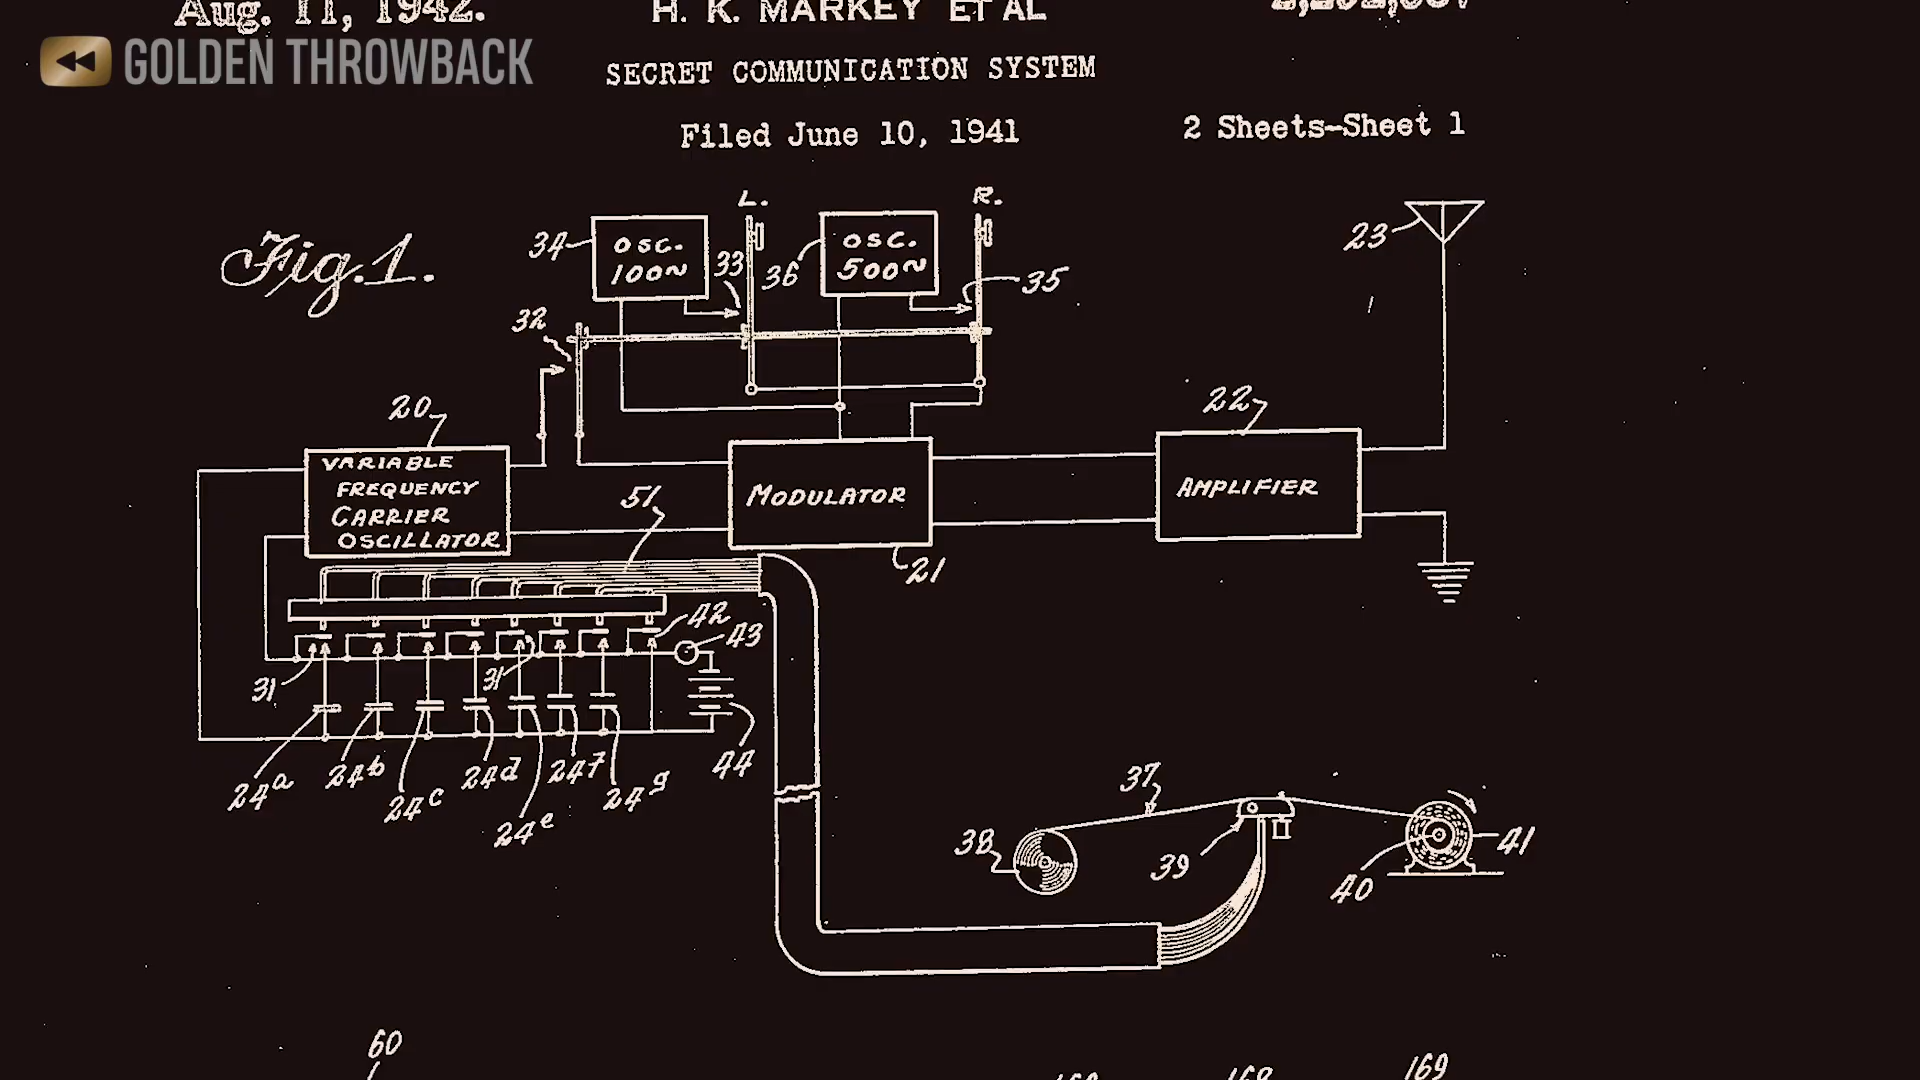 Aug. 11, 1942.
H. K. MARKEY ET AL
GOLDEN THROWBACK
SECRET COMMUNICATION SYSTEM
Filed June 10, 1941
2 Sheets-Sheet 1
Fig. 1.
L.
R.
34
OSC.
100~
33
36
OSC.
500~
35
23
32
20
22
VARIABLE
FREQUENCY
CARRIER
OSCILLATOR
51
MODULATOR
AMPLIFIER
21
42
43
31
31
44
24a
24b
24c
24d
24e
24f
24g
37
38
39
40
41
60
168
169